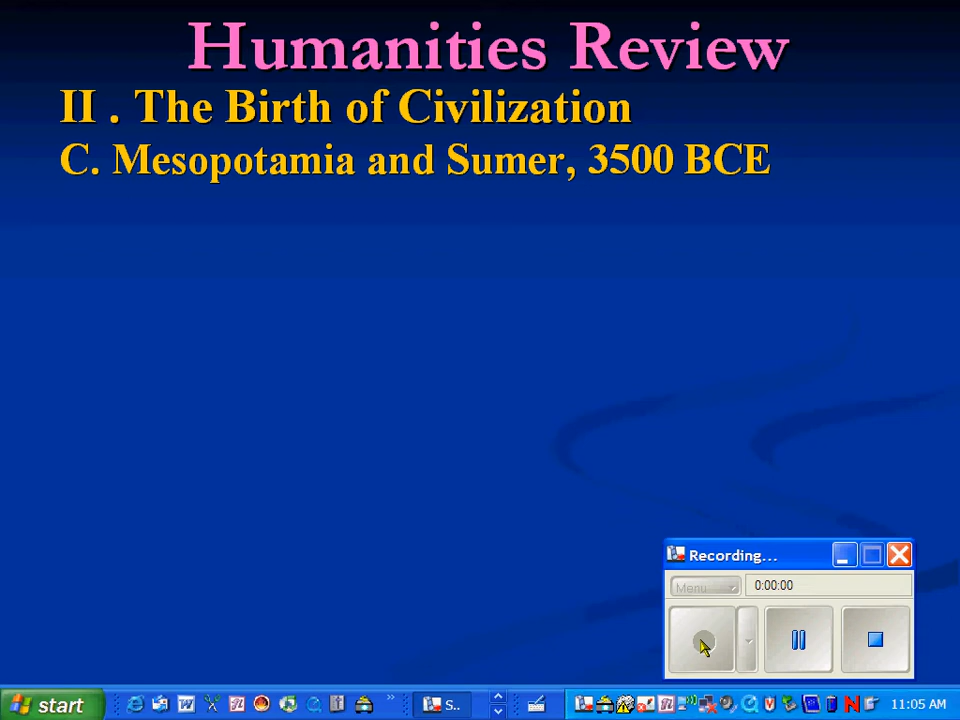 Humanities Review
II . The Birth of Civilization
C. Mesopotamia and Sumer, 3500 BCE
Recording...
Menu
0:00:00
start
S..
11:05 AM